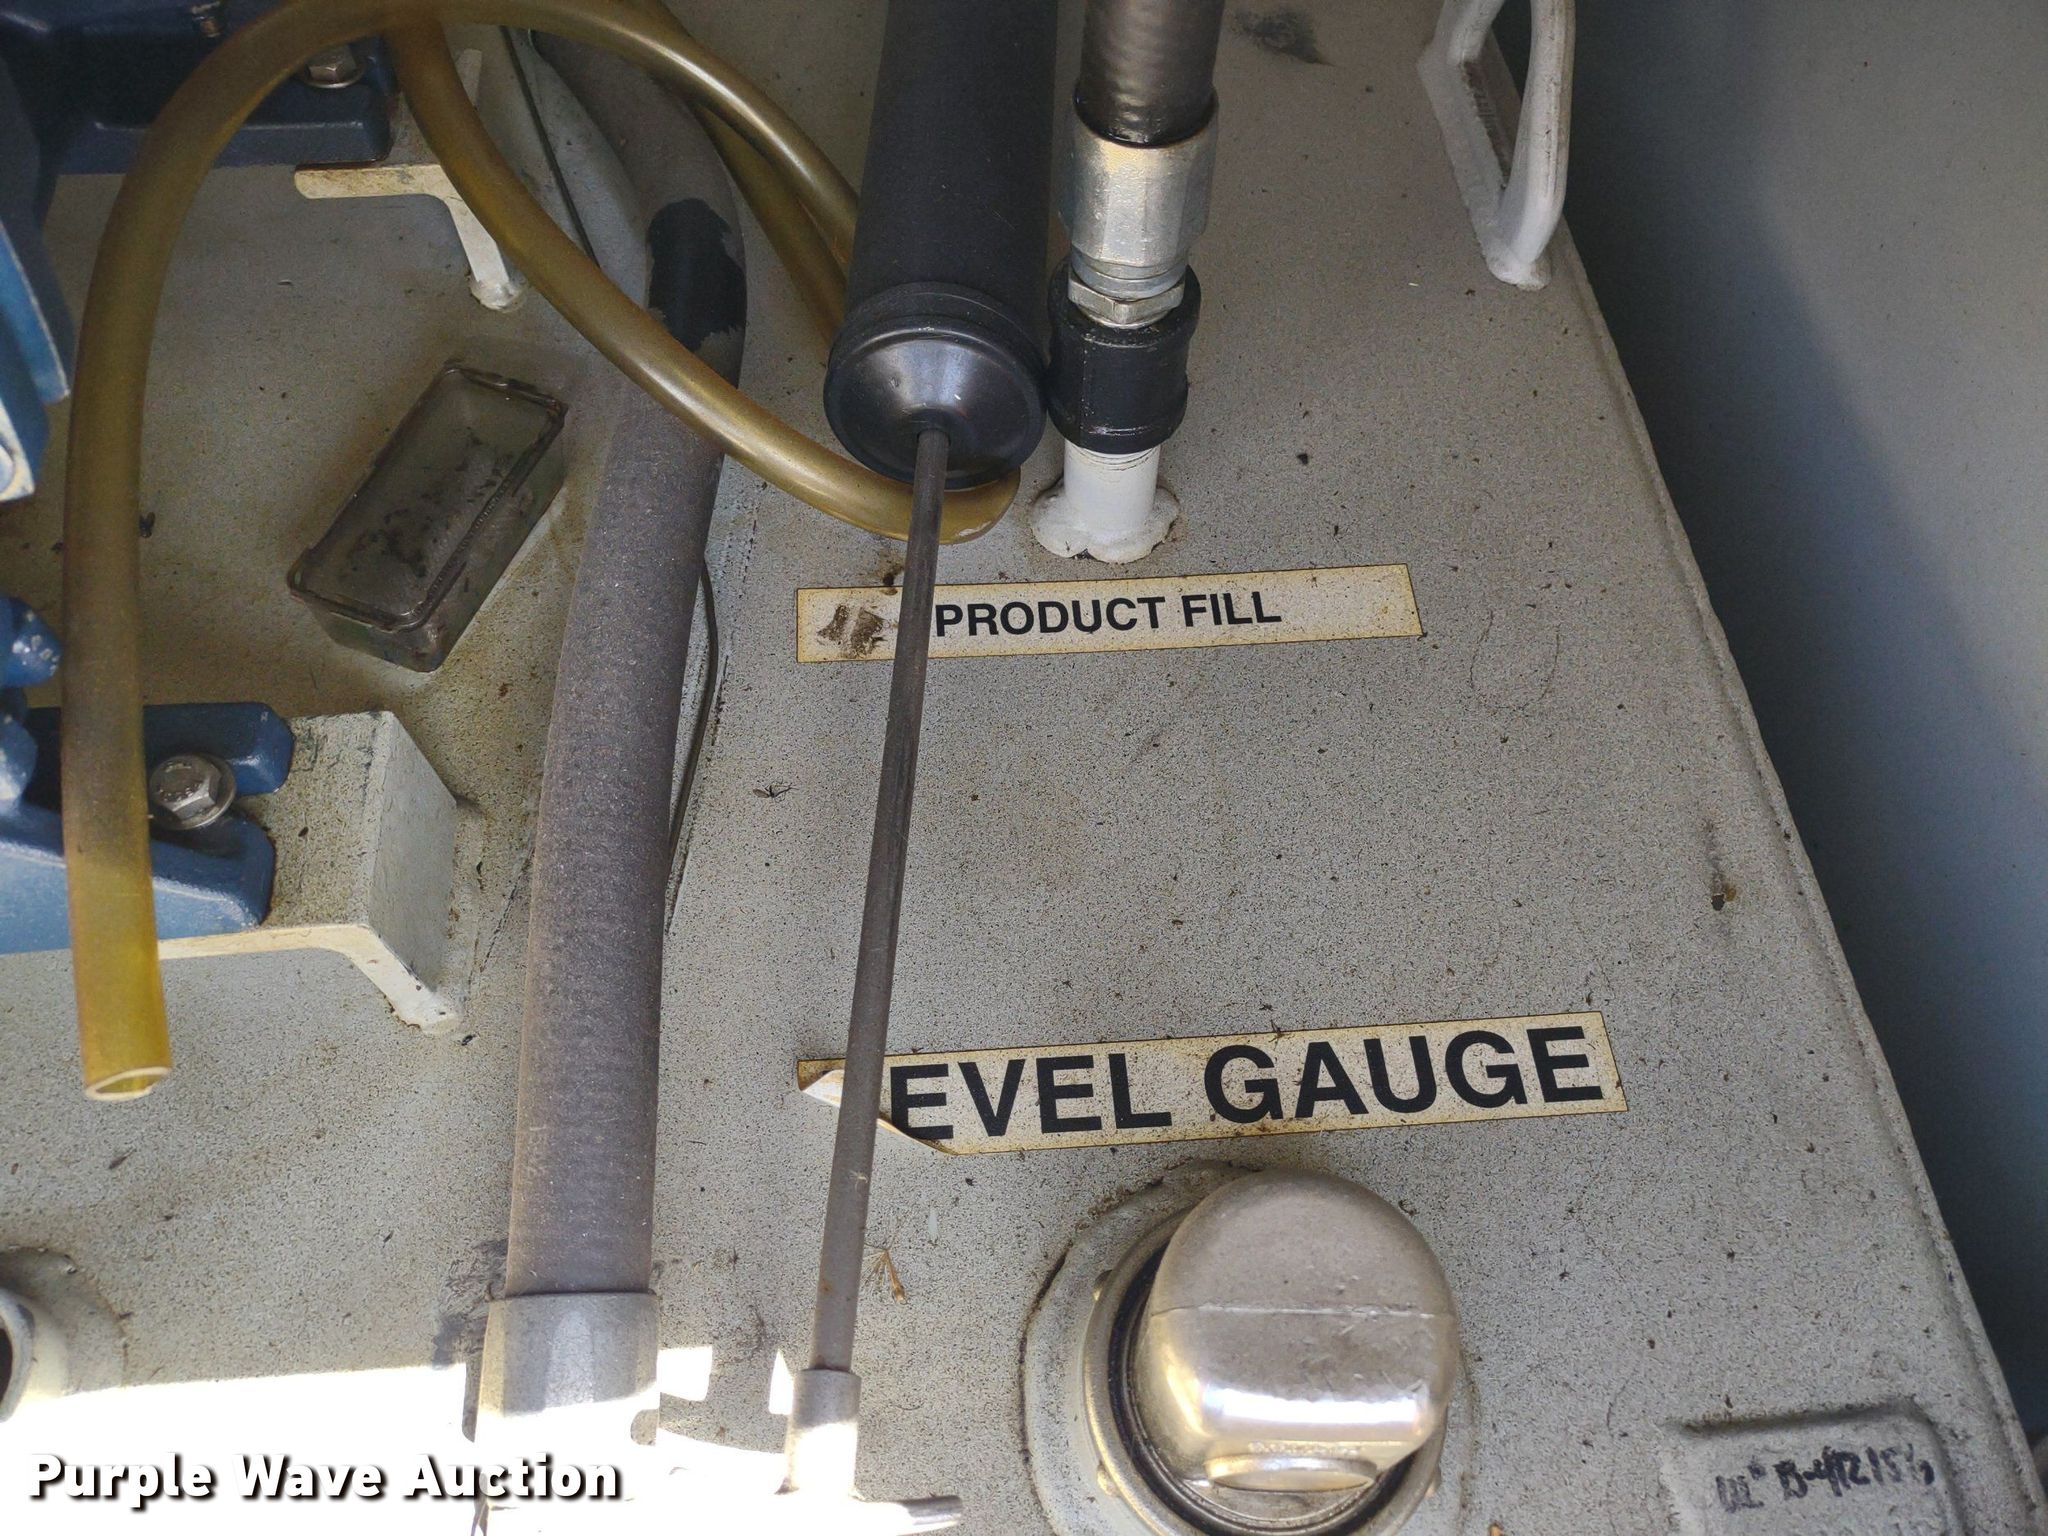 PRODUCT FILL
EVEL GAUGE
Purple Wave Auction